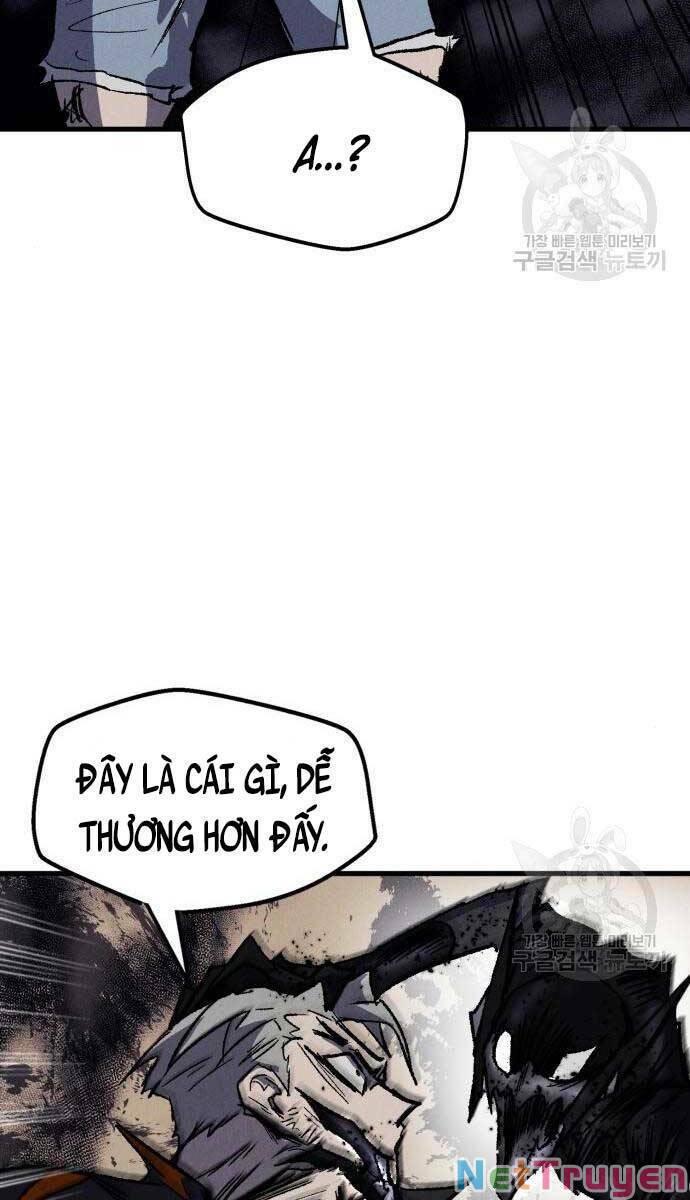 A...?
가장 빠른 웹툰 미리보기
구글검색 뉴토끼
ĐÂY LÀ CÁI GÌ, DỄ
THƯƠNG HƠN ĐẤY.
가장 빠른 웹툰 미리보기
구글검색 뉴토끼
NetTruyen